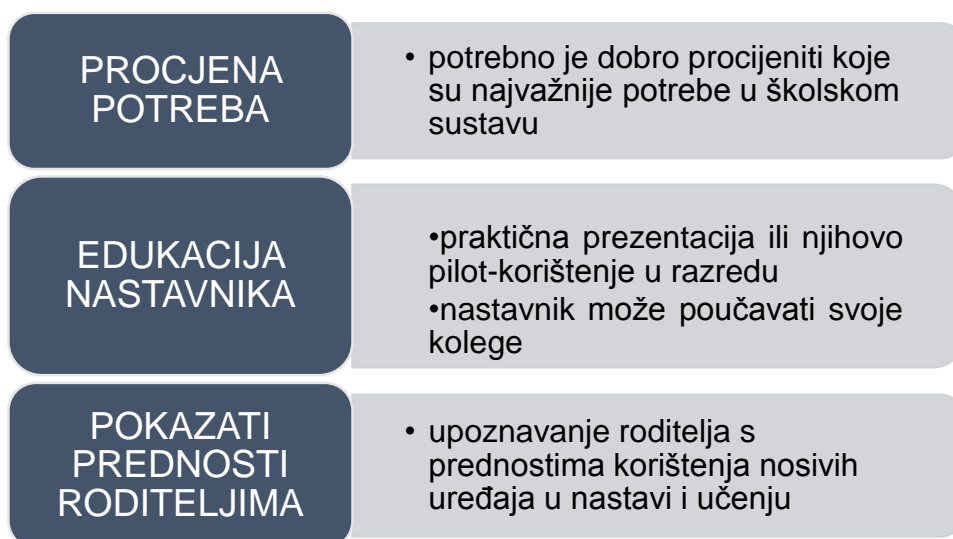 PROCJENA
POTREBA
• potrebno je dobro procijeniti koje
su najvažnije potrebe u školskom
sustavu
EDUKACIJA
NASTAVNIKA
•praktična prezentacija ili njihovo
pilot-korištenje u razredu
•nastavnik može poučavati svoje
kolege
POKAZATI
PREDNOSTI
RODITELJIMA
• upoznavanje roditelja s
prednostima korištenja nosivih
uređaja u nastavi i učenju